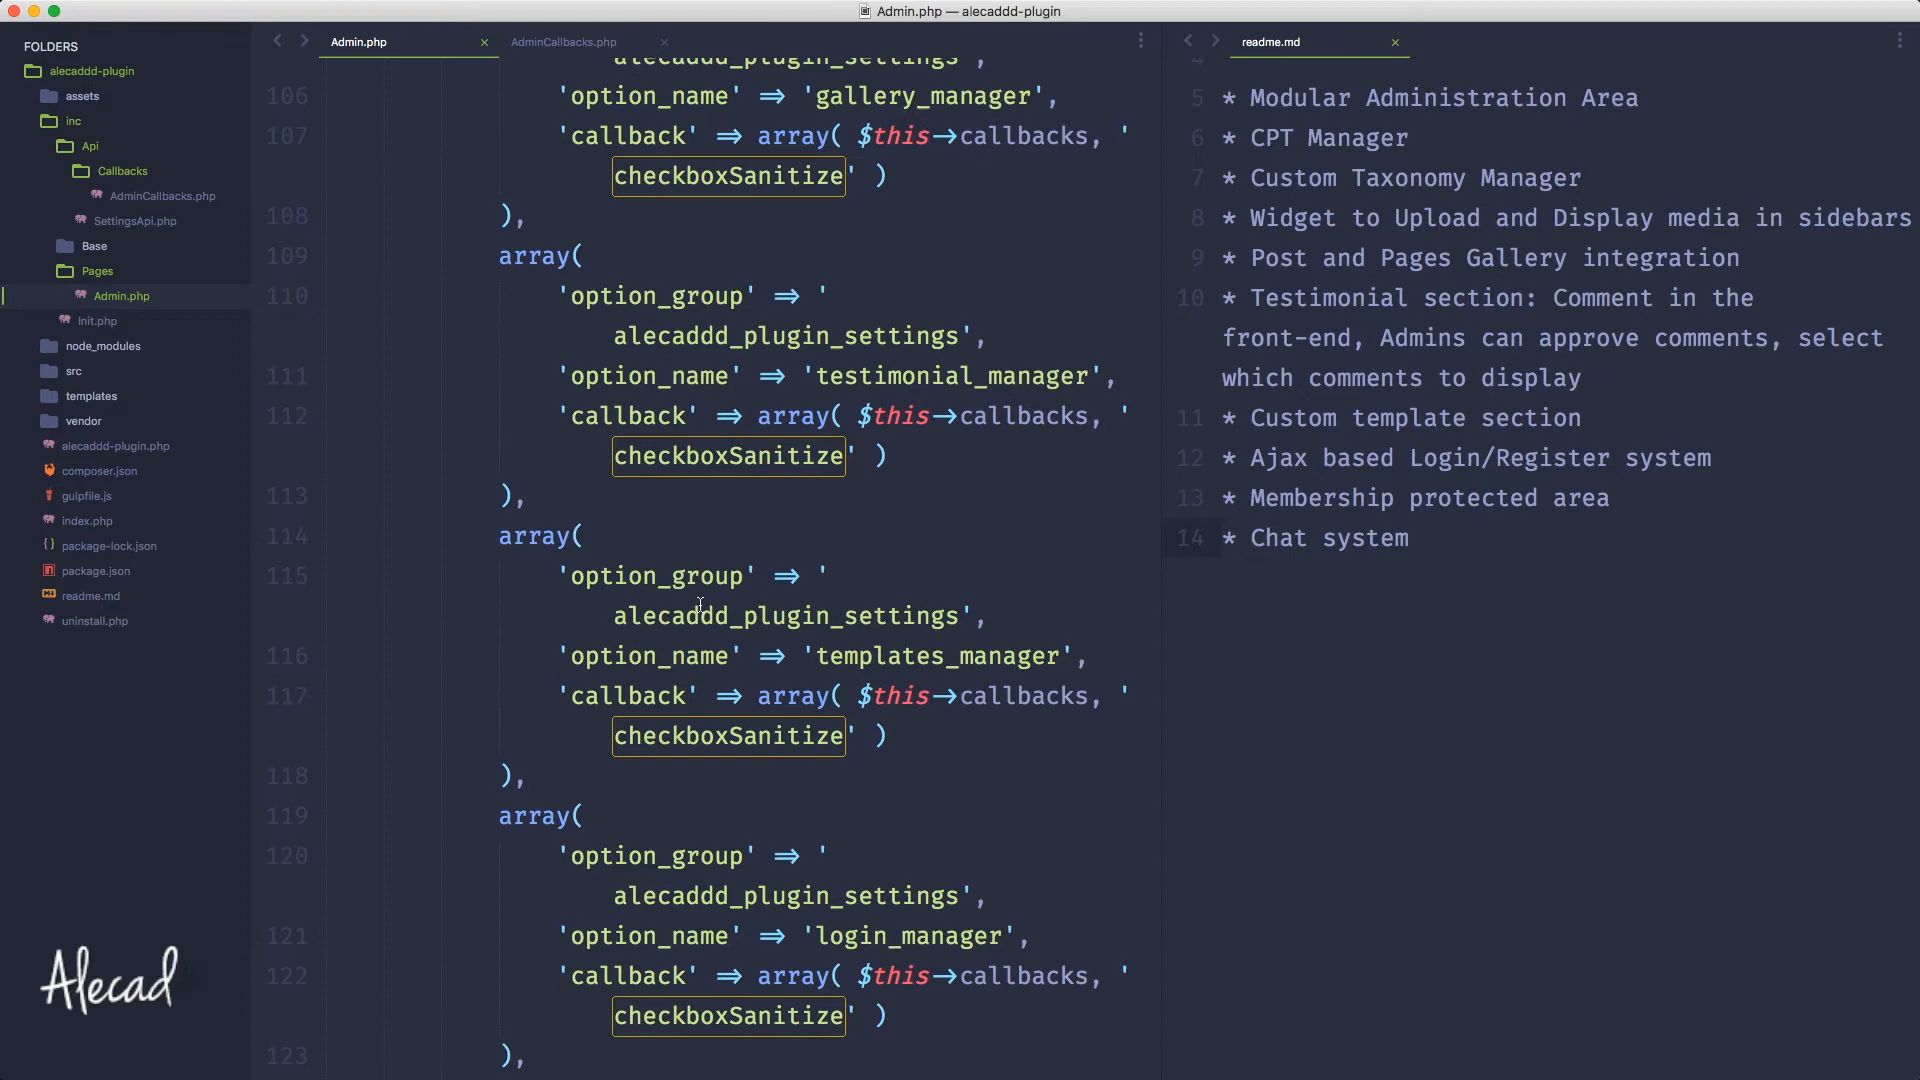 Admin.php — alecaddd-plugin
FOLDERS
alecaddd-plugin
assets
inc
Api
Callbacks
AdminCallbacks.php
SettingsApi.php
Base
Pages
Admin.php
Init.php
node_modules
src
templates
vendor
alecaddd-plugin.php
composer.json
gulpfile.js
index.php
package-lock.json
package.json
readme.md
uninstall.php
Alecad
Admin.php
AdminCallbacks.php
alecaddd_plugin_settings',
106 'option_name' => 'gallery_manager',
107 'callback' => array( $this->callbacks, '
checkboxSanitize' )
108 ),
109 array(
110 'option_group' => '
alecaddd_plugin_settings',
111 'option_name' => 'testimonial_manager',
112 'callback' => array( $this->callbacks, '
checkboxSanitize' )
113 ),
114 array(
115 'option_group' => '
alecaddd_plugin_settings',
116 'option_name' => 'templates_manager',
117 'callback' => array( $this->callbacks, '
checkboxSanitize' )
118 ),
119 array(
120 'option_group' => '
alecaddd_plugin_settings',
121 'option_name' => 'login_manager',
122 'callback' => array( $this->callbacks, '
checkboxSanitize' )
123 ),
readme.md
4
5 * Modular Administration Area
6 * CPT Manager
7 * Custom Taxonomy Manager
8 * Widget to Upload and Display media in sidebars
9 * Post and Pages Gallery integration
10 * Testimonial section: Comment in the
front-end, Admins can approve comments, select
which comments to display
11 * Custom template section
12 * Ajax based Login/Register system
13 * Membership protected area
14 * Chat system